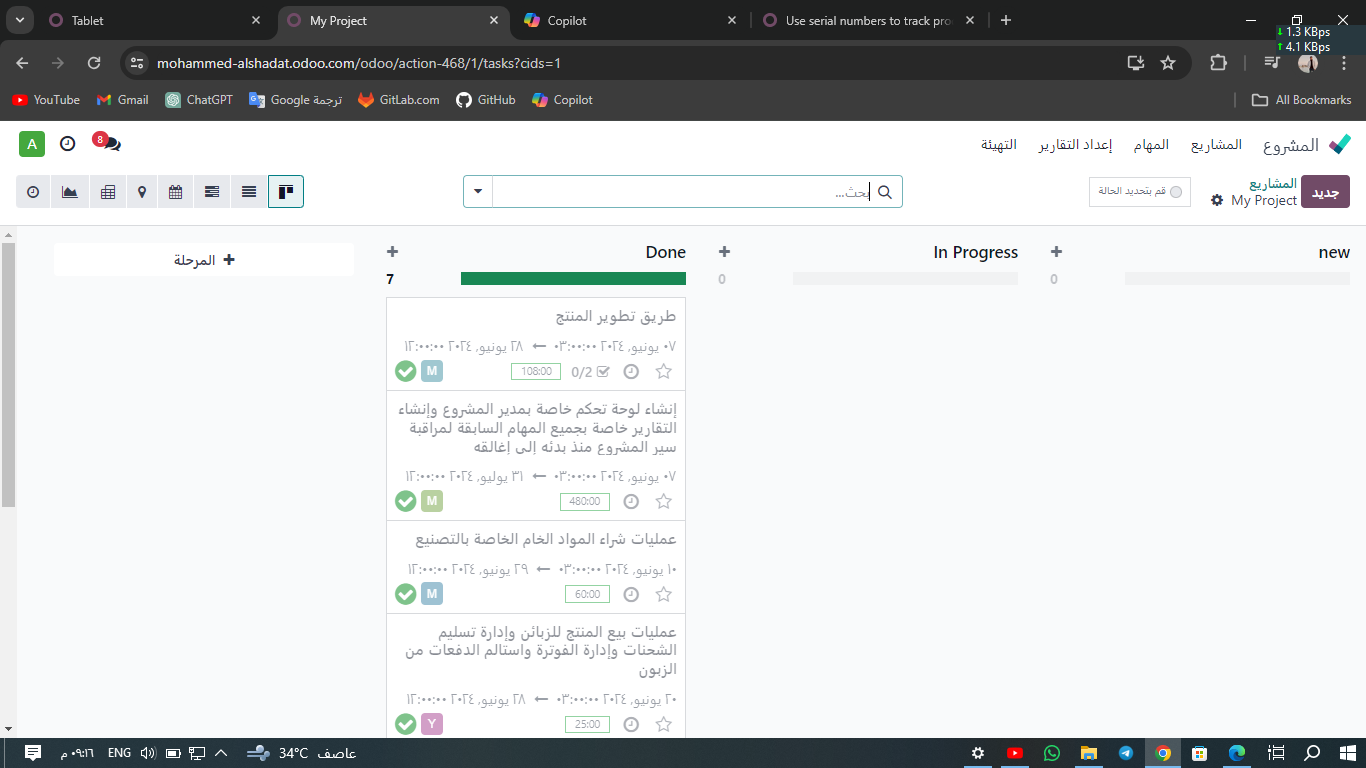 Tablet
My Project
Copilot
Use serial numbers to track pro
1.3 KBps
4.1 KBps
mohammed-alshadat.odoo.com/odoo/action-468/1/tasks?cids=1
YouTube
Gmail
ChatGPT
ترجمة Google
GitLab.com
GitHub
Copilot
All Bookmarks
المشروع
المشاريع
المهام
إعداد التقارير
التهيئة
8
A
جديد
المشاريع
My Project
قم بتحديد الحالة
بحث...
new
0
In Progress
0
Done
7
المرحلة
طريق تطوير المنتج
٠٧ يونيو, ٢٠٢٤ ٠٣:٠٠:٠٠ ← ٢٨ يونيو, ٢٠٢٤ ١٢:٠٠:٠٠
0/2
108:00
M
إنشاء لوحة تحكم خاصة بمدير المشروع وإنشاء
التقارير خاصة بجميع المهام السابقة لمراقبة
سير المشروع منذ بدئه إلى إغالقه
٠٧ يونيو, ٢٠٢٤ ٠٣:٠٠:٠٠ ← ٣١ يوليو, ٢٠٢٤ ١٢:٠٠:٠٠
480:00
M
عمليات شراء المواد الخام الخاصة بالتصنيع
١٠ يونيو, ٢٠٢٤ ٠٣:٠٠:٠٠ ← ٢٩ يونيو, ٢٠٢٤ ١٢:٠٠:٠٠
60:00
M
عمليات بيع المنتج للزبائن وإدارة تسليم
الشحنات وإدارة الفوترة واستالم الدفعات من
الزبون
٢٠ يونيو, ٢٠٢٤ ٠٣:٠٠:٠٠ ← ٢٨ يونيو, ٢٠٢٤ ١٢:٠٠:٠٠
25:00
Y
٠٩:١٦ م
ENG
34°C عاصف